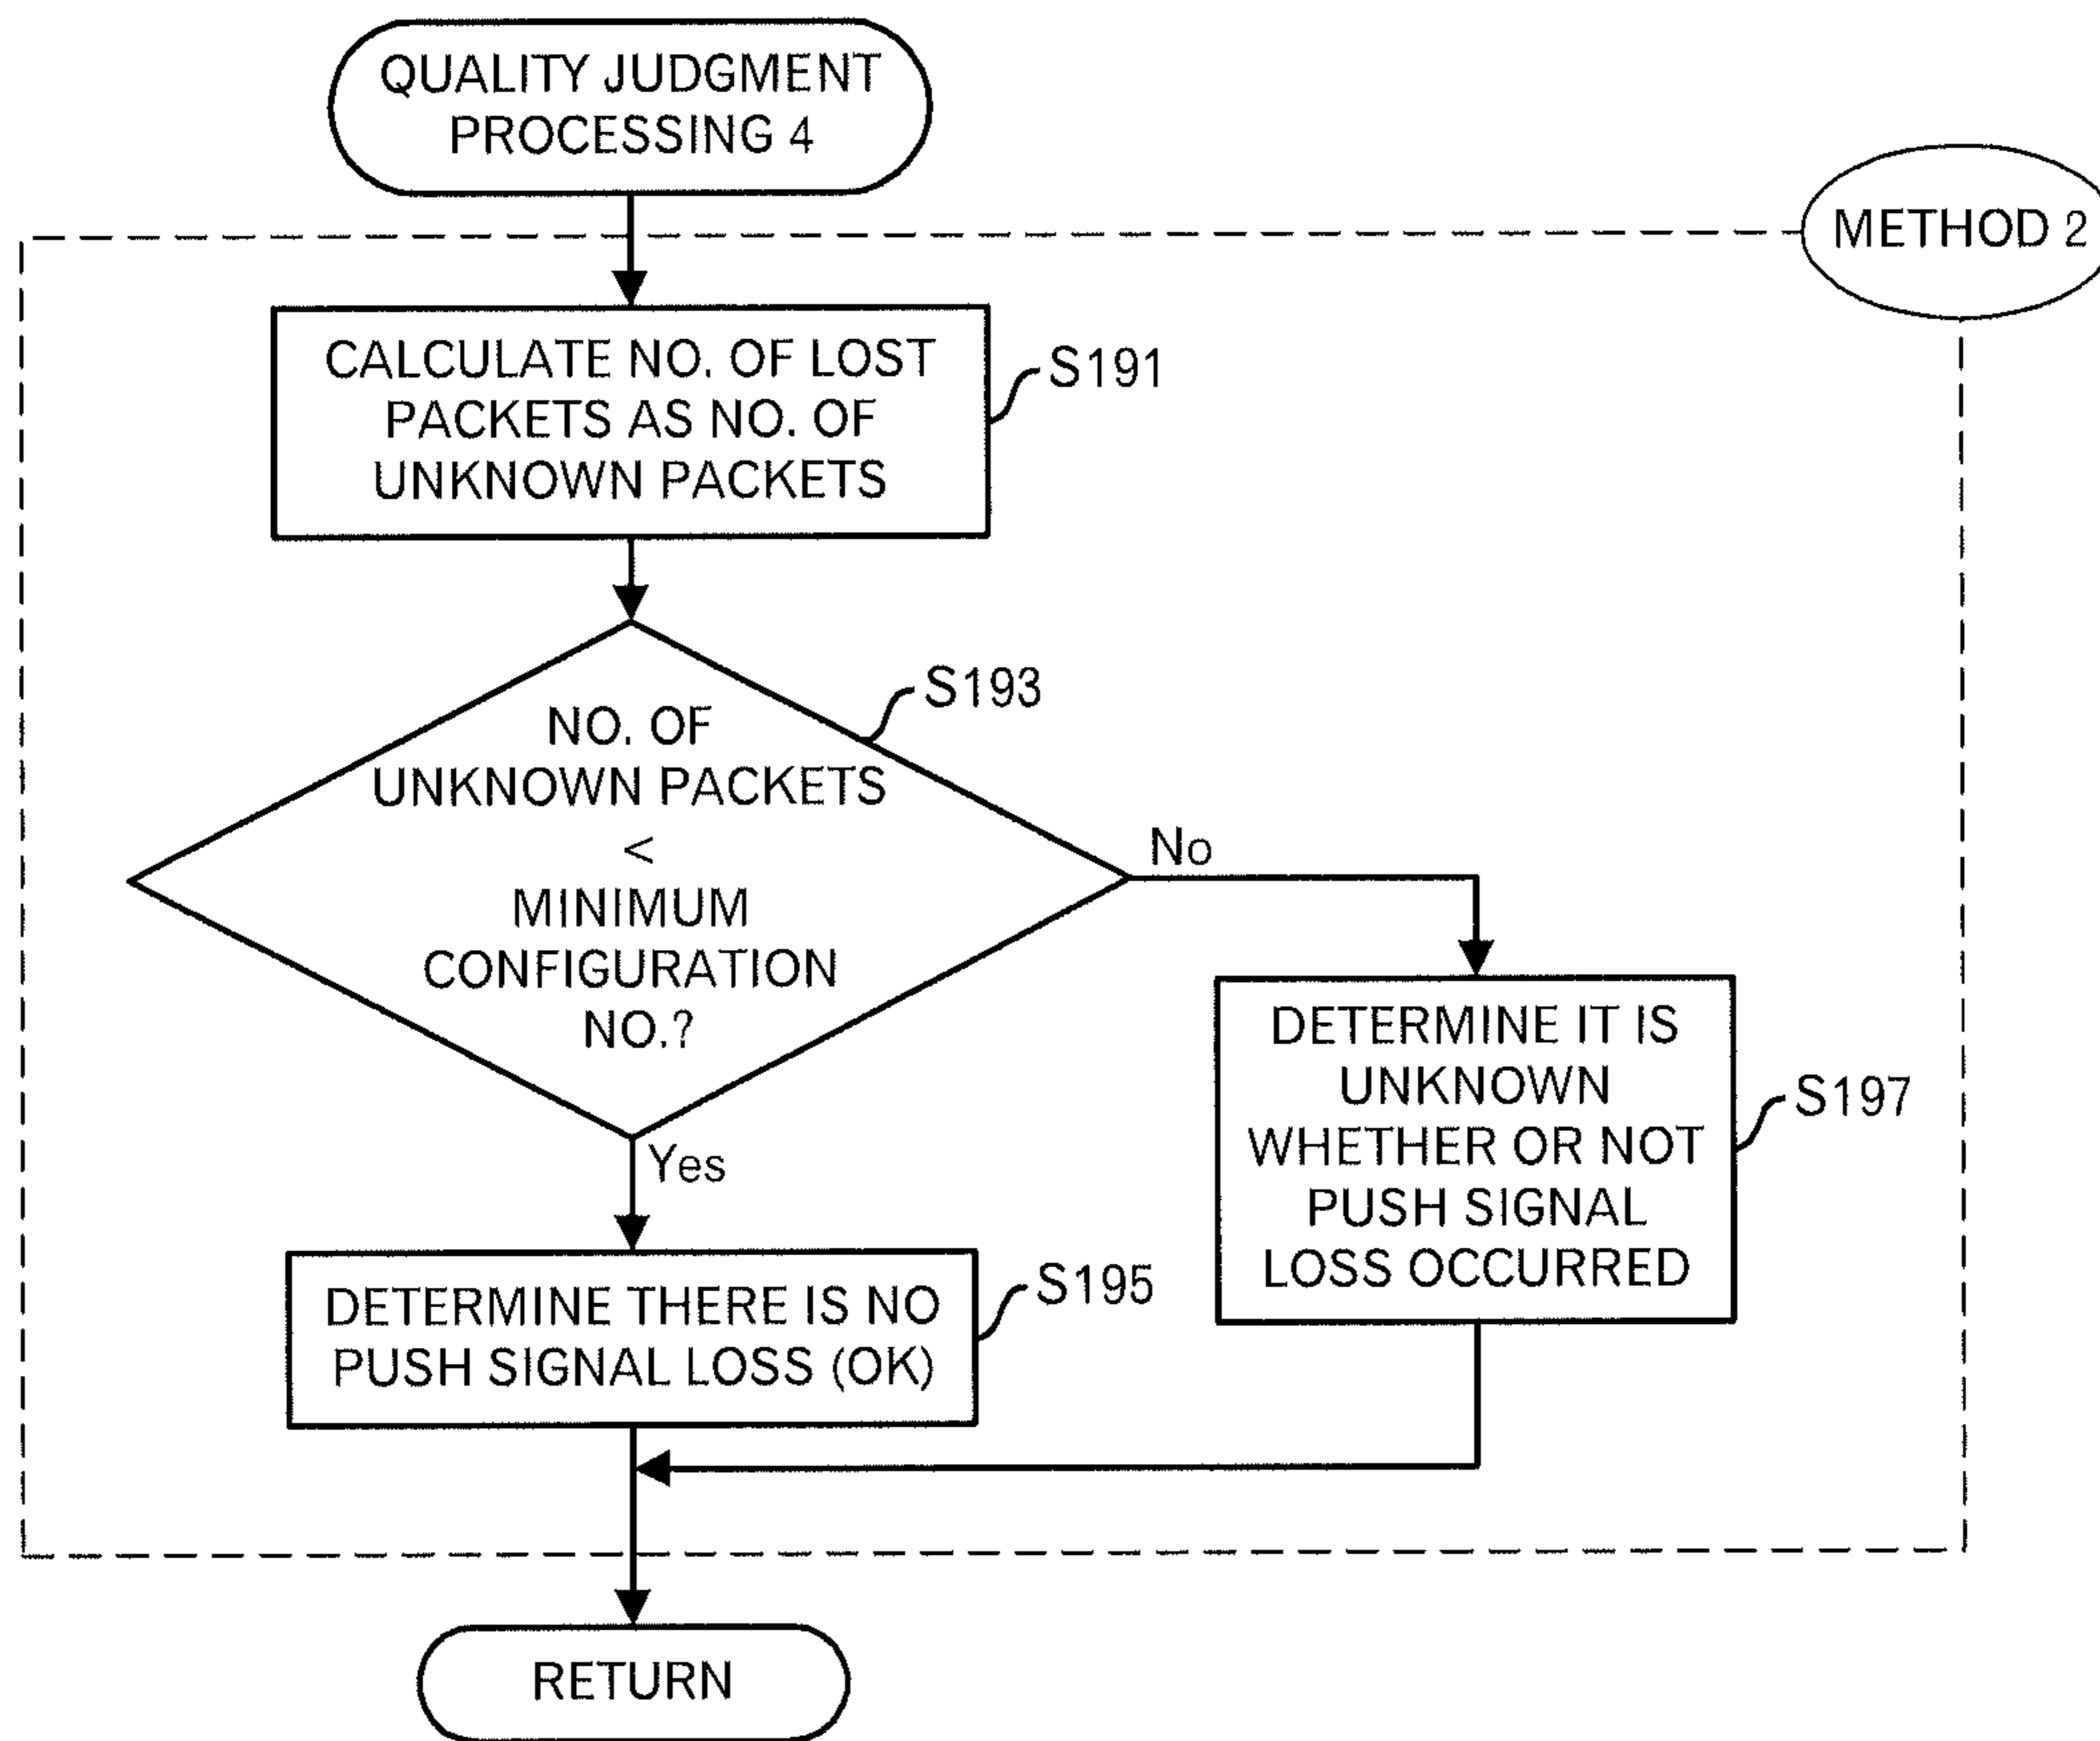 QUALITY JUDGMENT
PROCESSING 4
METHOD 2
CALCULATE NO. OF LOST
PACKETS AS NO. OF
UNKNOWN PACKETS
S191
S193
NO. OF
UNKNOWN PACKETS
<
MINIMUM
CONFIGURATION
NO.?
No
Yes
DETERMINE IT IS
UNKNOWN
WHETHER OR NOT
PUSH SIGNAL
LOSS OCCURRED
S197
DETERMINE THERE IS NO
PUSH SIGNAL LOSS (OK)
S195
RETURN